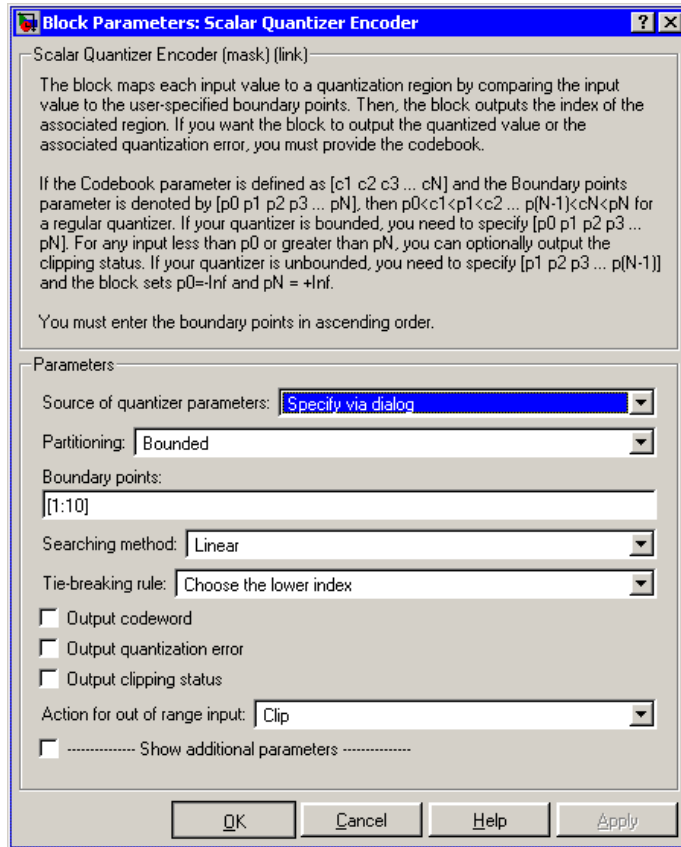 Block Parameters: Scalar Quantizer Encoder
Scalar Quantizer Encoder (mask) (link)
The block maps each input value to a quantization region by comparing the input
value to the user-specified boundary points. Then, the block outputs the index of the
associated region. If you want the block to output the quantized value or the
associated quantization error, you must provide the codebook.
If the Codebook parameter is defined as [c1 c2 c3 ... cN] and the Boundary points
parameter is denoted by [p0 p1 p2 p3 ... pN], then p0<c1<p1<c2 ... p(N-1)<cN<pN for
a regular quantizer. If your quantizer is bounded, you need to specify [p0 p1 p2 p3 ...
pN]. For any input less than p0 or greater than pN, you can optionally output the
clipping status. If your quantizer is unbounded, you need to specify [p1 p2 p3 ... p(N-1)]
and the block sets p0=-Inf and pN = +Inf.
You must enter the boundary points in ascending order.
Parameters
Source of quantizer parameters: Specify via dialog
Partitioning: Bounded
Boundary points:
[1:10]
Searching method: Linear
Tie-breaking rule: Choose the lower index
Output codeword
Output quantization error
Output clipping status
Action for out of range input: Clip
--------------- Show additional parameters ---------------
OK Cancel Help Apply